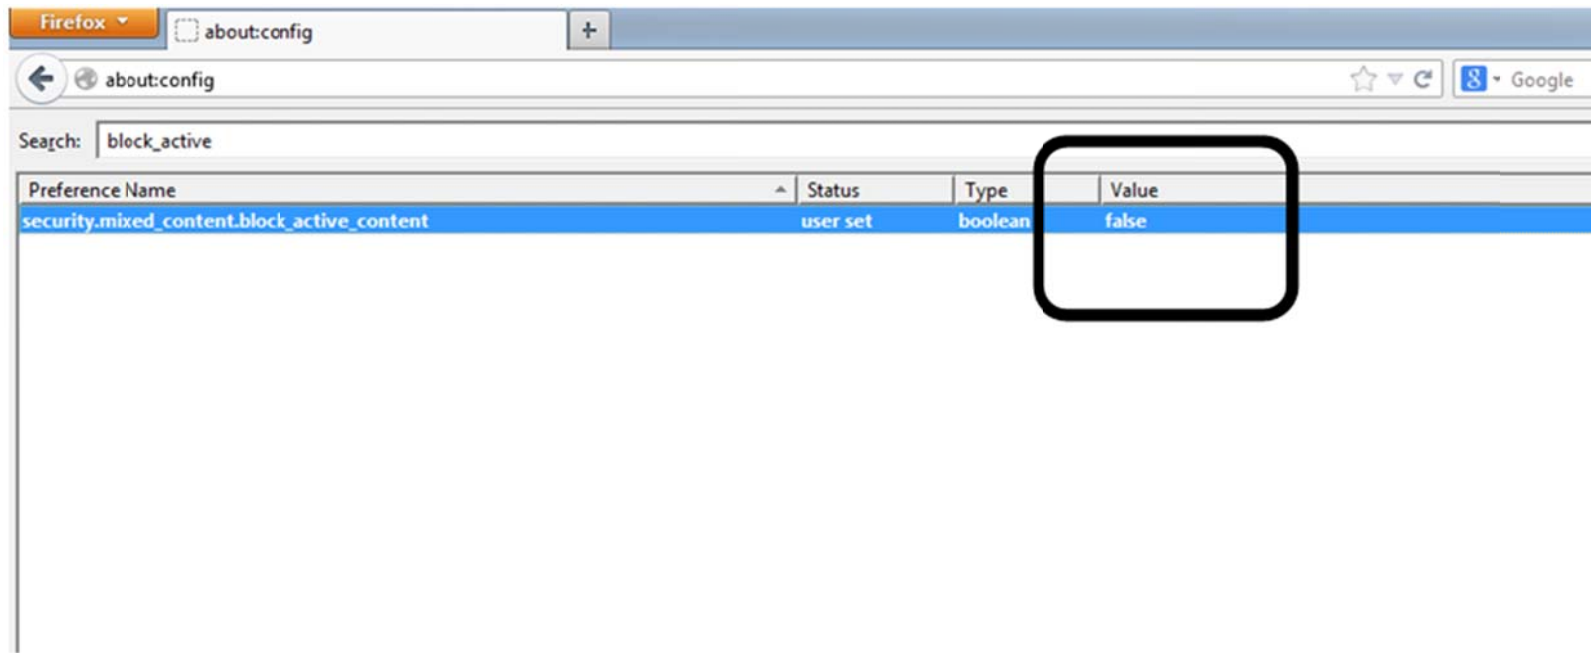 Firefox
about:config
about:config
Google
Search: block_active
Preference Name Status Type Value
security.mixed_content.block_active_content user set boolean false